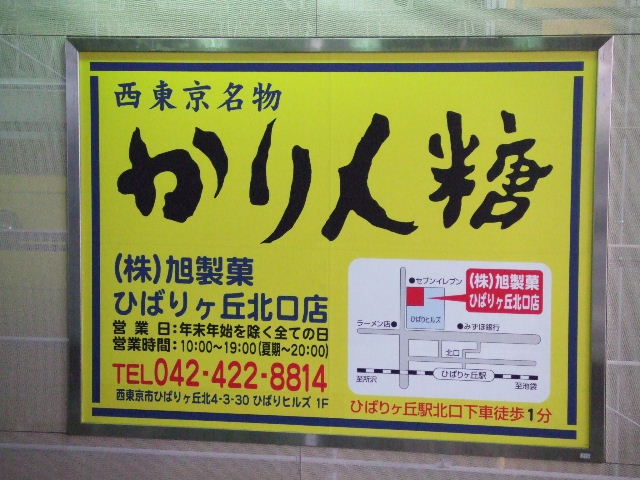 西東京名物
かりん糖
(株)旭製菓
ひばりヶ丘北口店
営業日:年末年始を除く全ての日
営業時間:10:00〜19:00(夏期〜20:00)
TEL042-422-8814
西東京市ひばりヶ丘北4-3-30 ひばりヒルズ 1F
●セブンイレブン
(株)旭製菓
ひばりヶ丘北口店
ひばりヒルズ
ラーメン店●
●みずほ銀行
北口
ひばりヶ丘駅
至所沢
至池袋
ひばりヶ丘駅北口下車徒歩1分